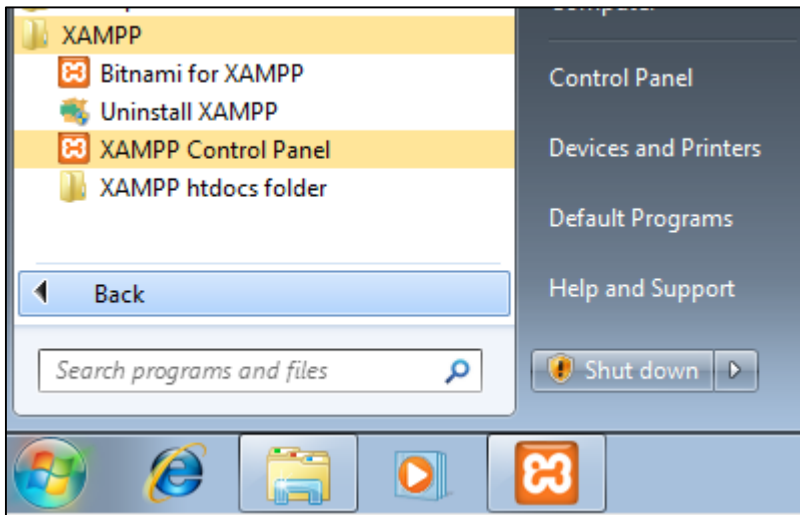 XAMPP
Bitnami for XAMPP
Uninstall XAMPP
XAMPP Control Panel
XAMPP htdocs folder
Back
Search programs and files
Control Panel
Devices and Printers
Default Programs
Help and Support
Shut down